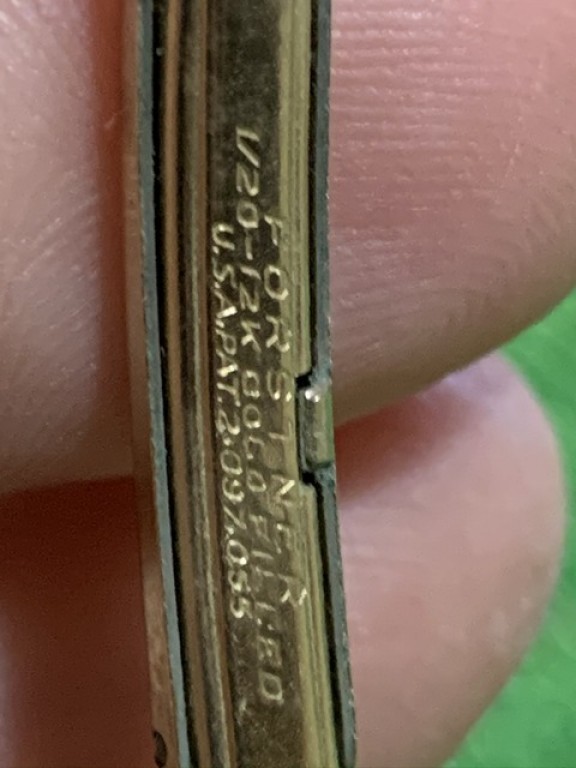 FORSTNER
1/20-12K GOLD FILLED
U.S.A. PAT. 2.097.055